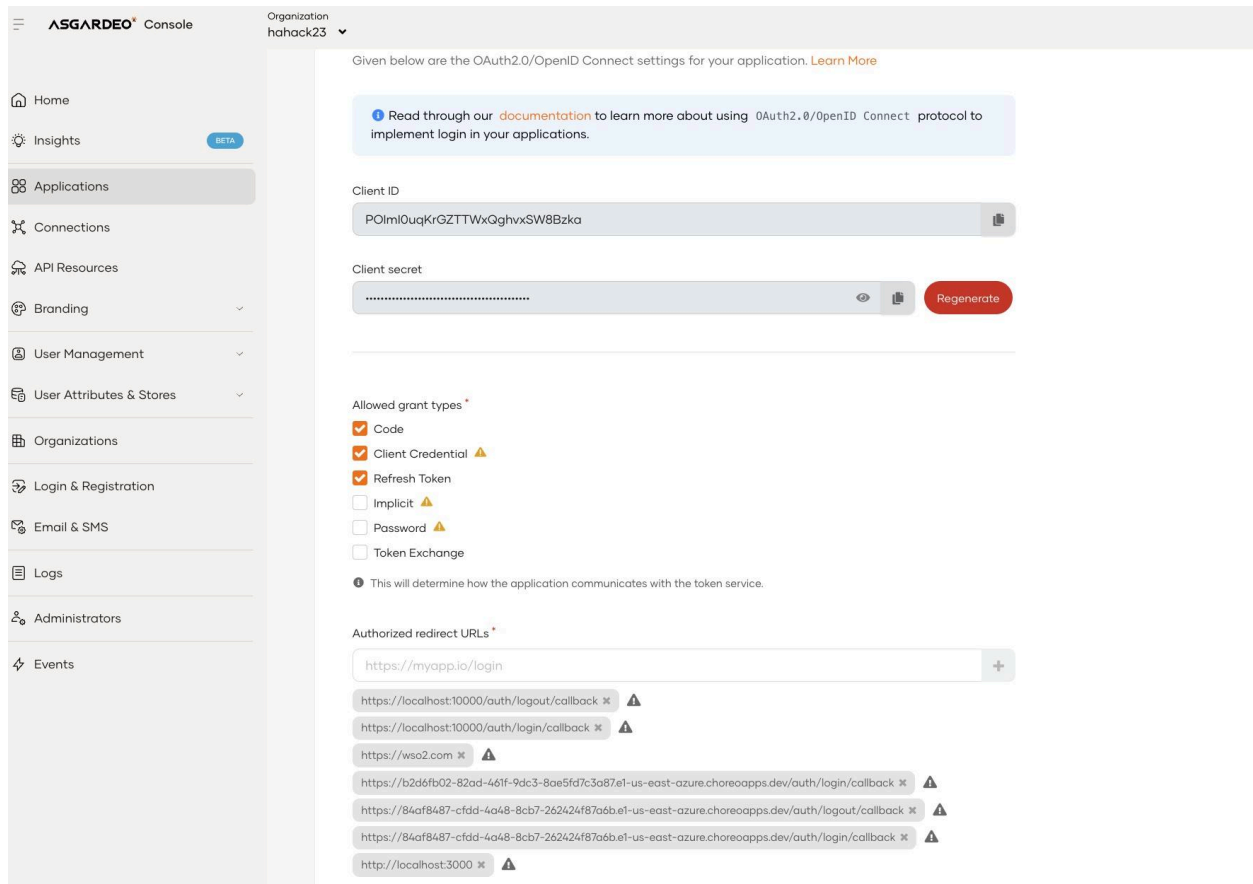 ASGARDEO Console
Organization
hahack23
Home
Insights BETA
Applications
Connections
API Resources
Branding
User Management
User Attributes & Stores
Organizations
Login & Registration
Email & SMS
Logs
Administrators
Events
Given below are the OAuth2.0/OpenID Connect settings for your application. Learn More
Read through our documentation to learn more about using OAuth2.0/OpenID Connect protocol to
implement login in your applications.
Client ID
POlmI0uqKrGZTTWxQghvxSW8Bzka
Client secret
Regenerate
Allowed grant types *
Code
Client Credential
Refresh Token
Implicit
Password
Token Exchange
This will determine how the application communicates with the token service.
Authorized redirect URLs *
https://myapp.io/login
https://localhost:10000/auth/logout/callback
https://localhost:10000/auth/login/callback
https://wso2.com
https://b2d6fb02-82ad-461f-9dc3-8ae5fd7c3a87.e1-us-east-azure.choreoapps.dev/auth/login/callback
https://84af8487-cfdd-4a48-8cb7-262424f87a6b.e1-us-east-azure.choreoapps.dev/auth/logout/callback
https://84af8487-cfdd-4a48-8cb7-262424f87a6b.e1-us-east-azure.choreoapps.dev/auth/login/callback
http://localhost:3000